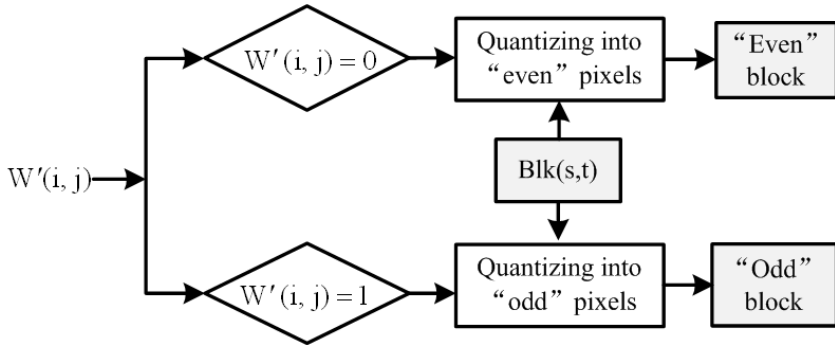 W′(i, j) = 0
Quantizing into
“even” pixels
“Even”
block
W′(i, j)
Blk(s,t)
W′(i, j) = 1
Quantizing into
“odd” pixels
“Odd”
block